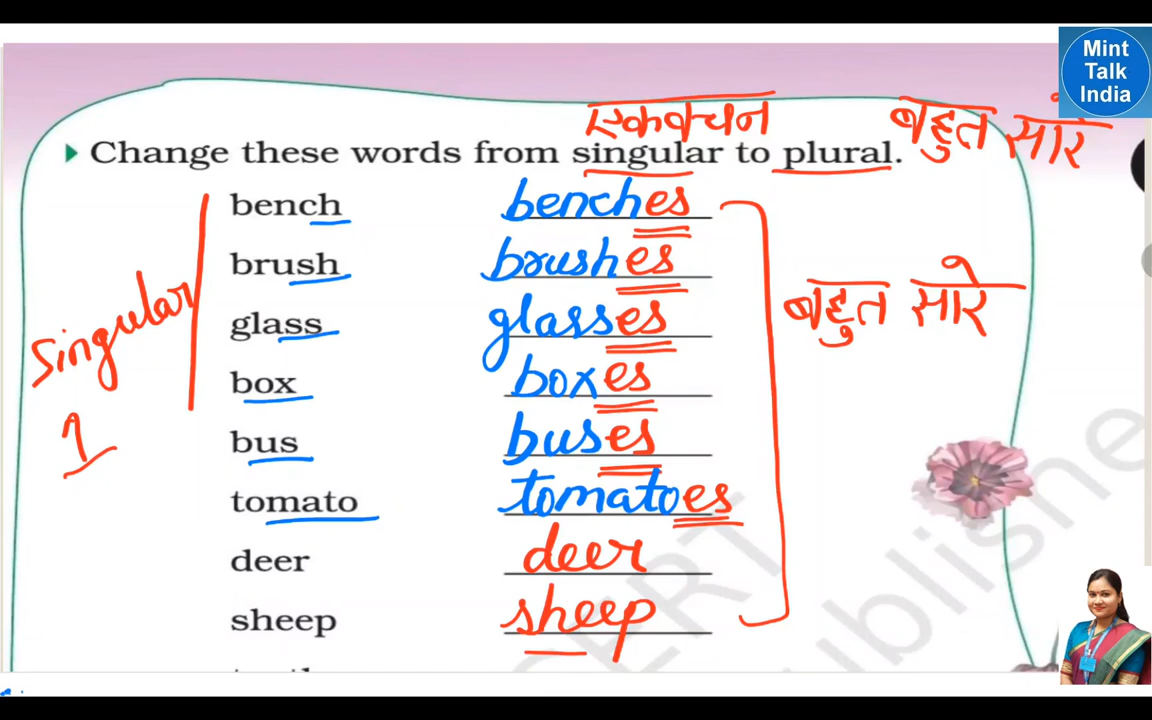 Mint
Talk
India
एकवचन बहुत सारे
Change these words from singular to plural.
bench benches
brush brushes
glass glasses
box boxes
bus buses
tomato tomatoes
deer deer
sheep sheep
Singular
1
बहुत सारे